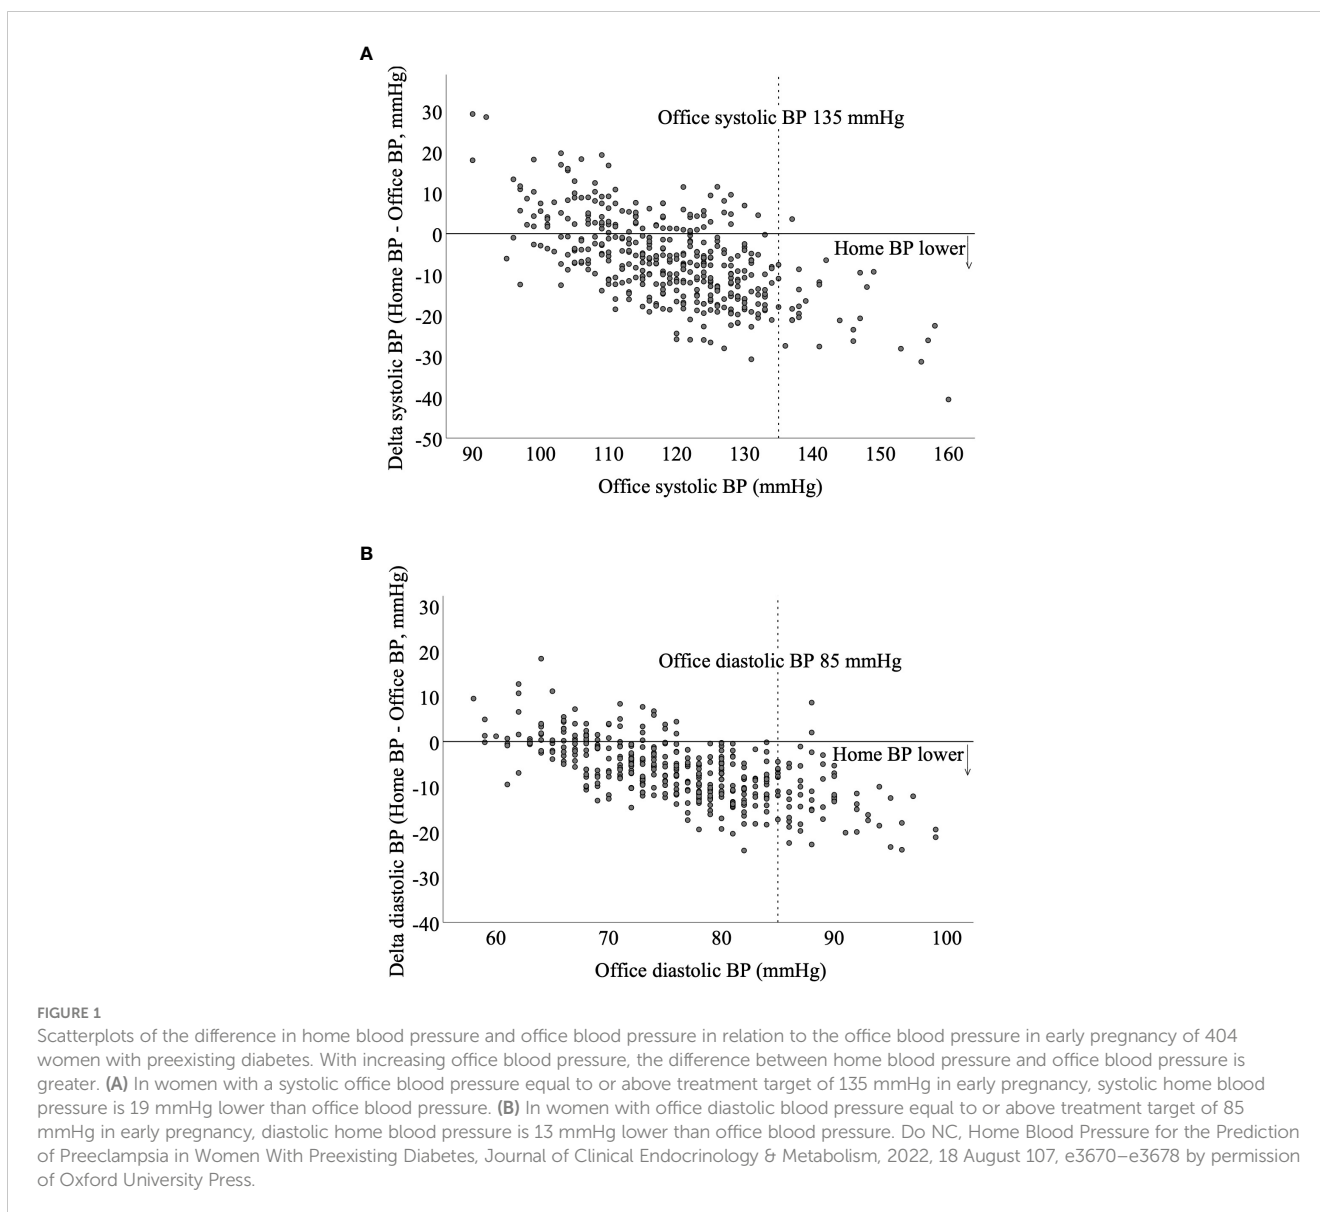 A
Delta systolic BP (Home BP - Office BP, mmHg)
30
20
10
0
-10
-20
-30
-40
-50
Office systolic BP 135 mmHg
Home BP lower
90 100 110 120 130 140 150 160
Office systolic BP (mmHg)
B
Delta diastolic BP (Home BP - Office BP, mmHg)
30
20
10
0
-10
-20
-30
-40
Office diastolic BP 85 mmHg
Home BP lower
60 70 80 90 100
Office diastolic BP (mmHg)
FIGURE 1
Scatterplots of the difference in home blood pressure and office blood pressure in relation to the office blood pressure in early pregnancy of 404
women with preexisting diabetes. With increasing office blood pressure, the difference between home blood pressure and office blood pressure is
greater. (A) In women with a systolic office blood pressure equal to or above treatment target of 135 mmHg in early pregnancy, systolic home blood
pressure is 19 mmHg lower than office blood pressure. (B) In women with office diastolic blood pressure equal to or above treatment target of 85
mmHg in early pregnancy, diastolic home blood pressure is 13 mmHg lower than office blood pressure. Do NC, Home Blood Pressure for the Prediction
of Preeclampsia in Women With Preexisting Diabetes, Journal of Clinical Endocrinology & Metabolism, 2022, 18 August 107, e3670–e3678 by permission
of Oxford University Press.